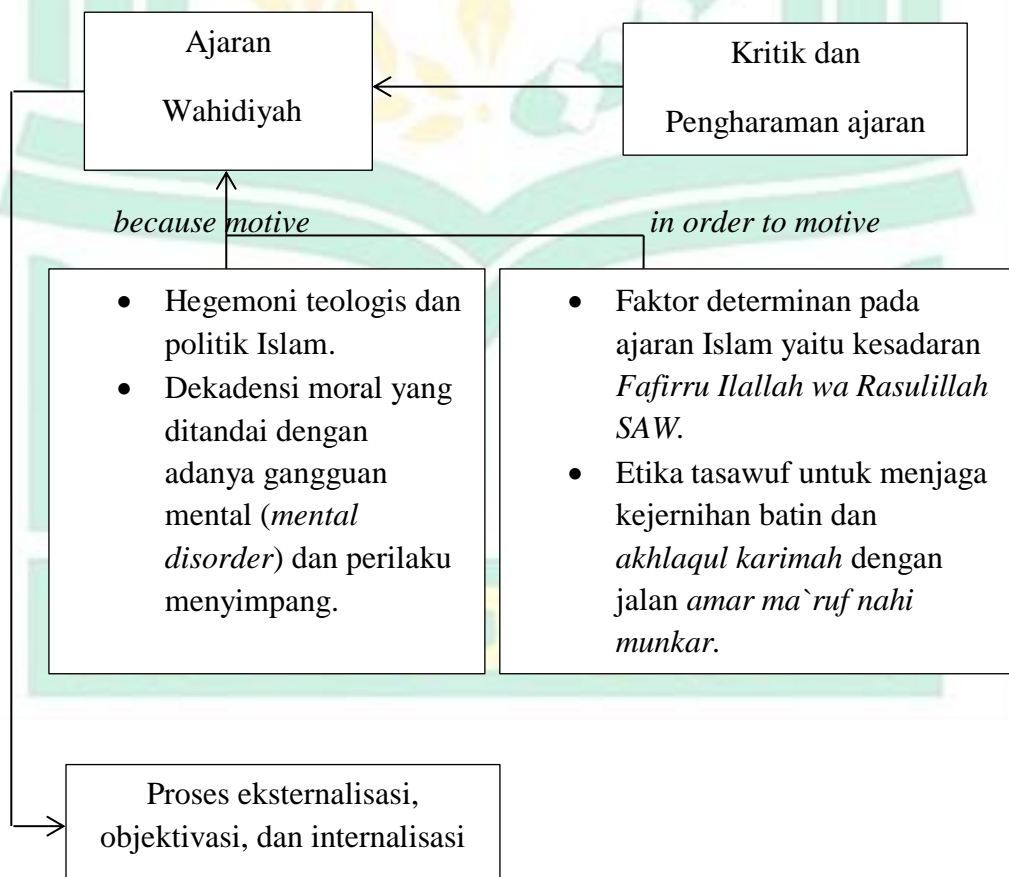 Ajaran
Wahidiyah
Kritik dan
Pengharaman ajaran
because motive
in order to motive
• Hegemoni teologis dan
politik Islam.
• Dekadensi moral yang
ditandai dengan
adanya gangguan
mental (mental
disorder) dan perilaku
menyimpang.
• Faktor determinan pada
ajaran Islam yaitu kesadaran
Fafirru Ilallah wa Rasulillah
SAW.
• Etika tasawuf untuk menjaga
kejernihan batin dan
akhlaqul karimah dengan
jalan amar ma`ruf nahi
munkar.
Proses eksternalisasi,
objektivasi, dan internalisasi